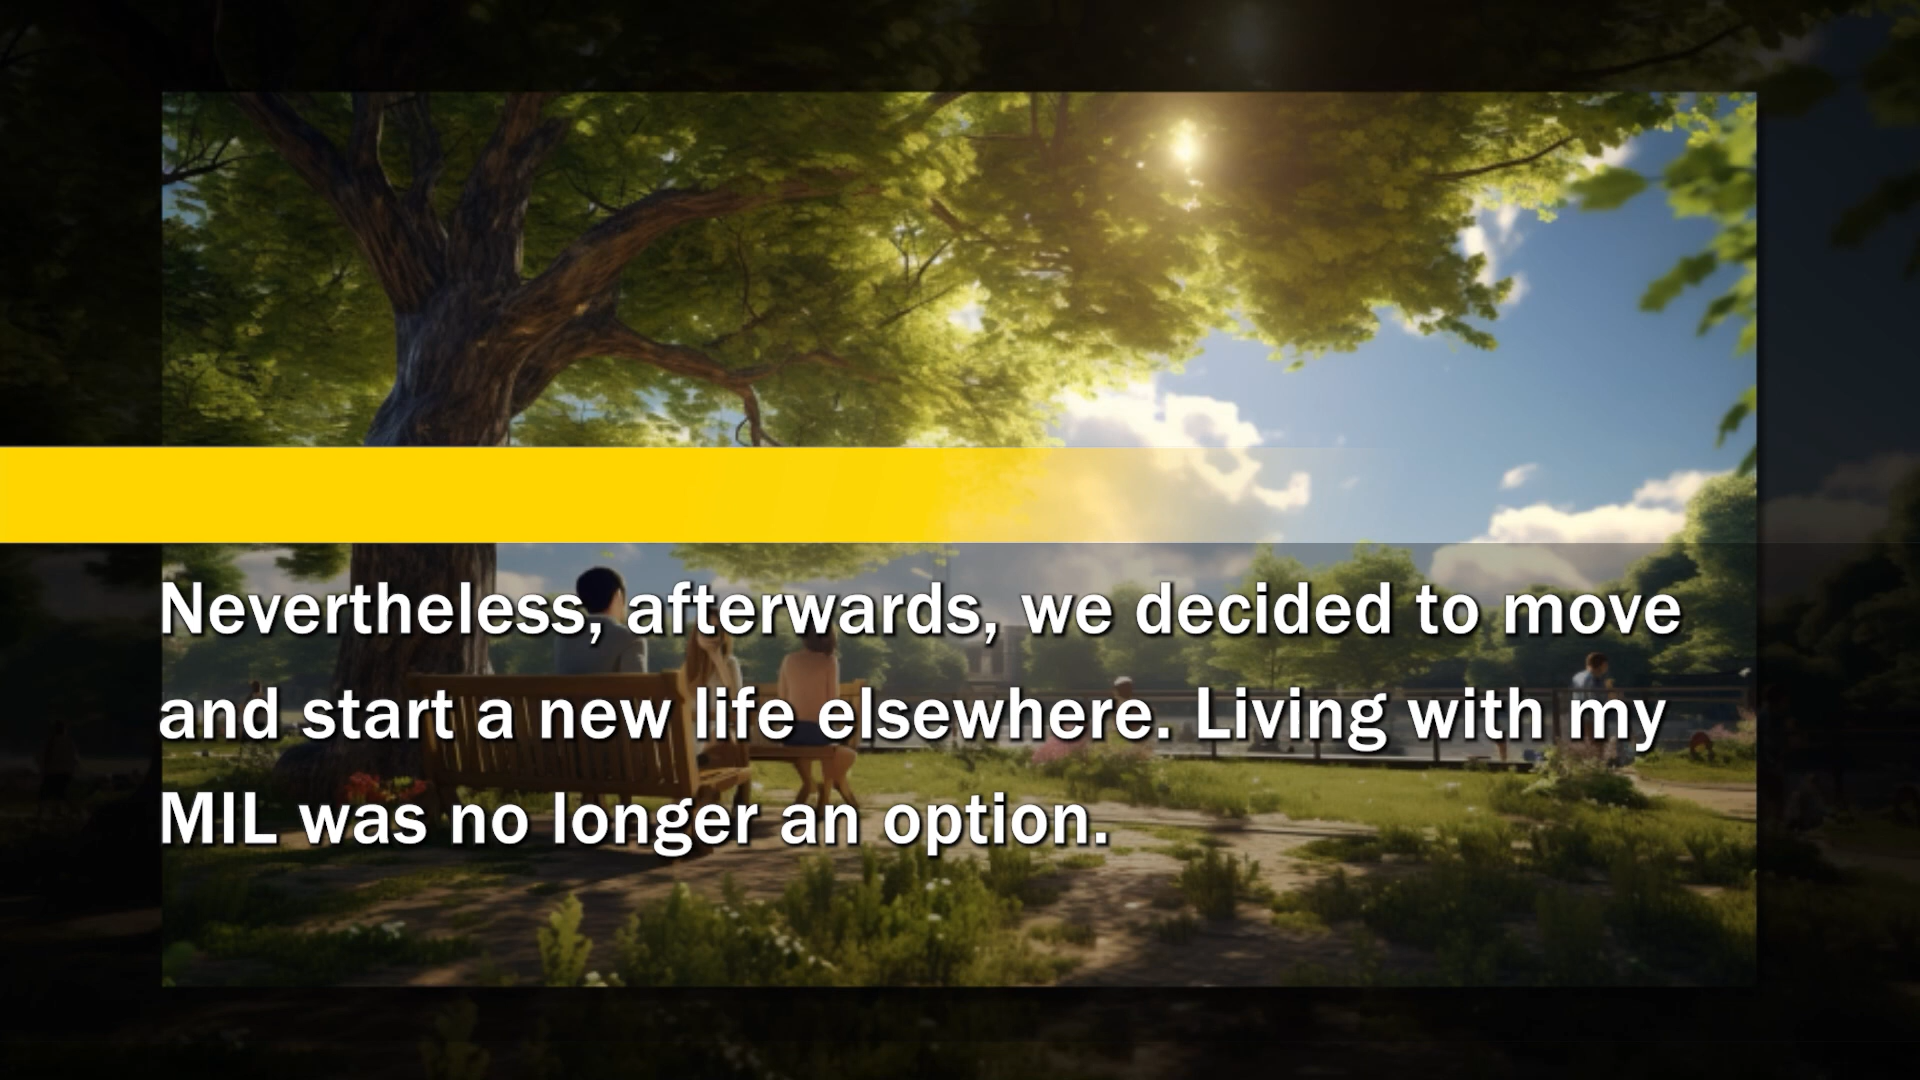 Nevertheless, afterwards, we decided to move
and start a new life elsewhere. Living with my
MIL was no longer an option.